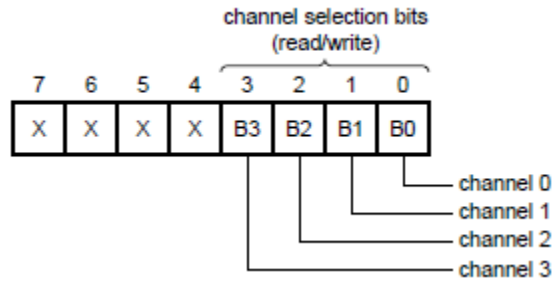 channel selection bits
(read/write)
7 6 5 4 3 2 1 0
X X X X B3 B2 B1 B0
channel 0
channel 1
channel 2
channel 3